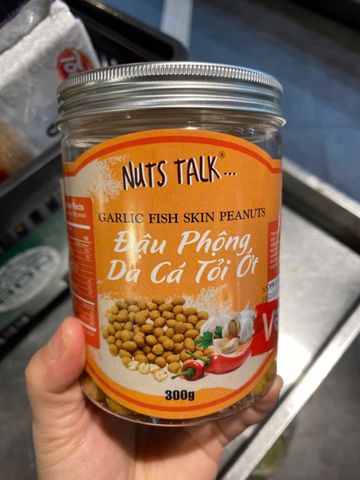 NUTS TALK®...
GARLIC FISH SKIN PEANUTS
Đậu Phộng
Da Cá Tỏi Ớt
300g